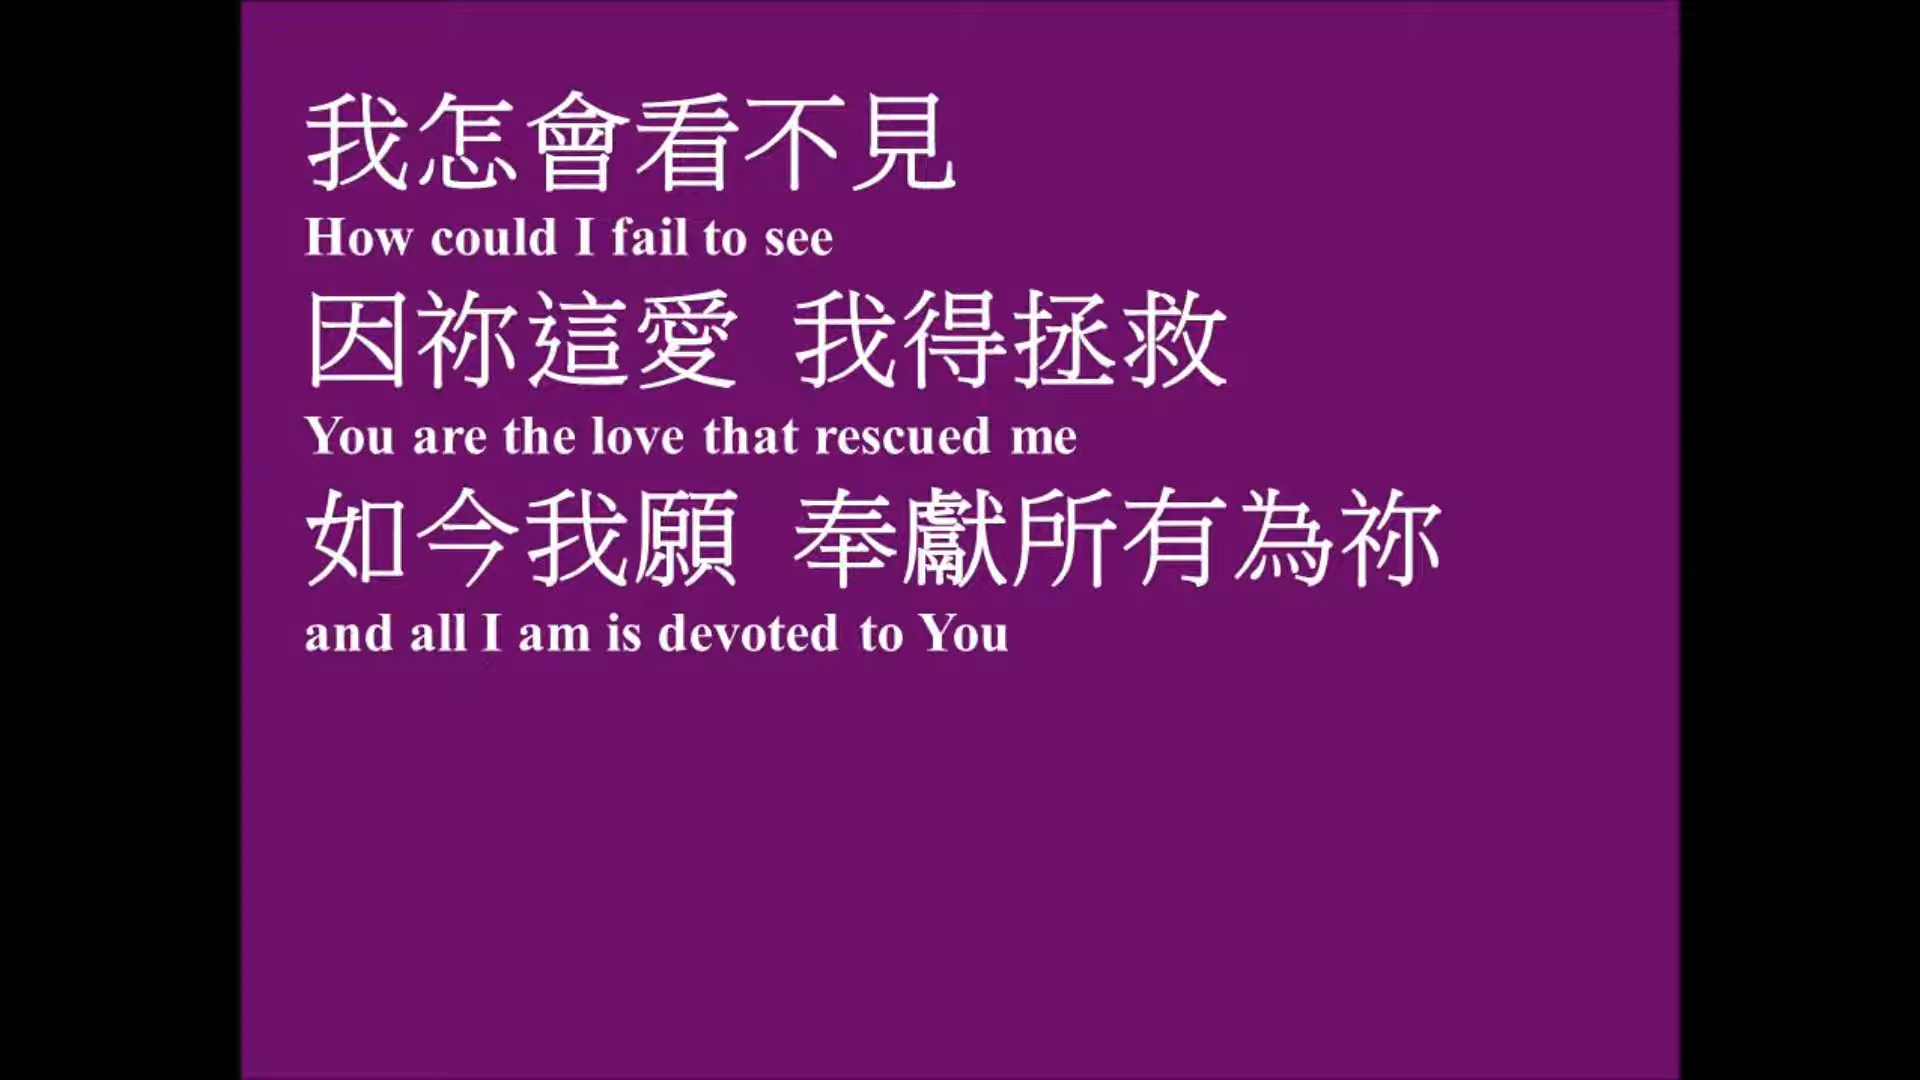 我怎會看不見
How could I fail to see
因祢這愛 我得拯救
You are the love that rescued me
如今我願 奉獻所有為祢
and all I am is devoted to You